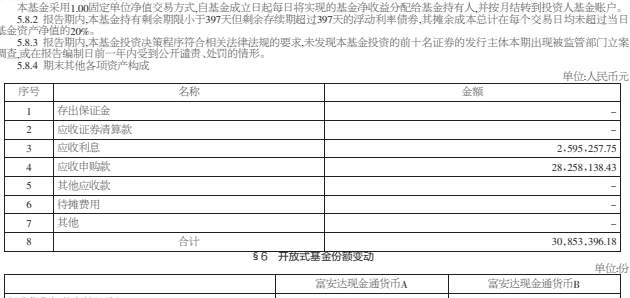 本基金采用1.00固定单位净值交易方式,自基金成立日起每日将实现的基金净收益分配给基金持有人,并按月结转到投资人基金账户。
5.8.2 报告期内,本基金持有剩余期限小于397天但剩余存续期超过397天的浮动利率债券,其摊余成本总计在每个交易日均未超过当日
基金资产净值的20%。
5.8.3 报告期内,本基金投资决策程序符合相关法律法规的要求,未发现本基金投资的前十名证券的发行主体本期出现被监管部门立案
调查,或在报告编制日前一年内受到公开谴责、处罚的情形。
5.8.4 期末其他各项资产构成
单位:人民币元
序号 名称 金额
1 存出保证金 –
2 应收证券清算款 –
3 应收利息 2,595,257.75
4 应收申购款 28,258,138.43
5 其他应收款 –
6 待摊费用 –
7 其他 –
8 合计 30,853,396.18
§6 开放式基金份额变动
单位:份
富安达现金通货币A 富安达现金通货币B